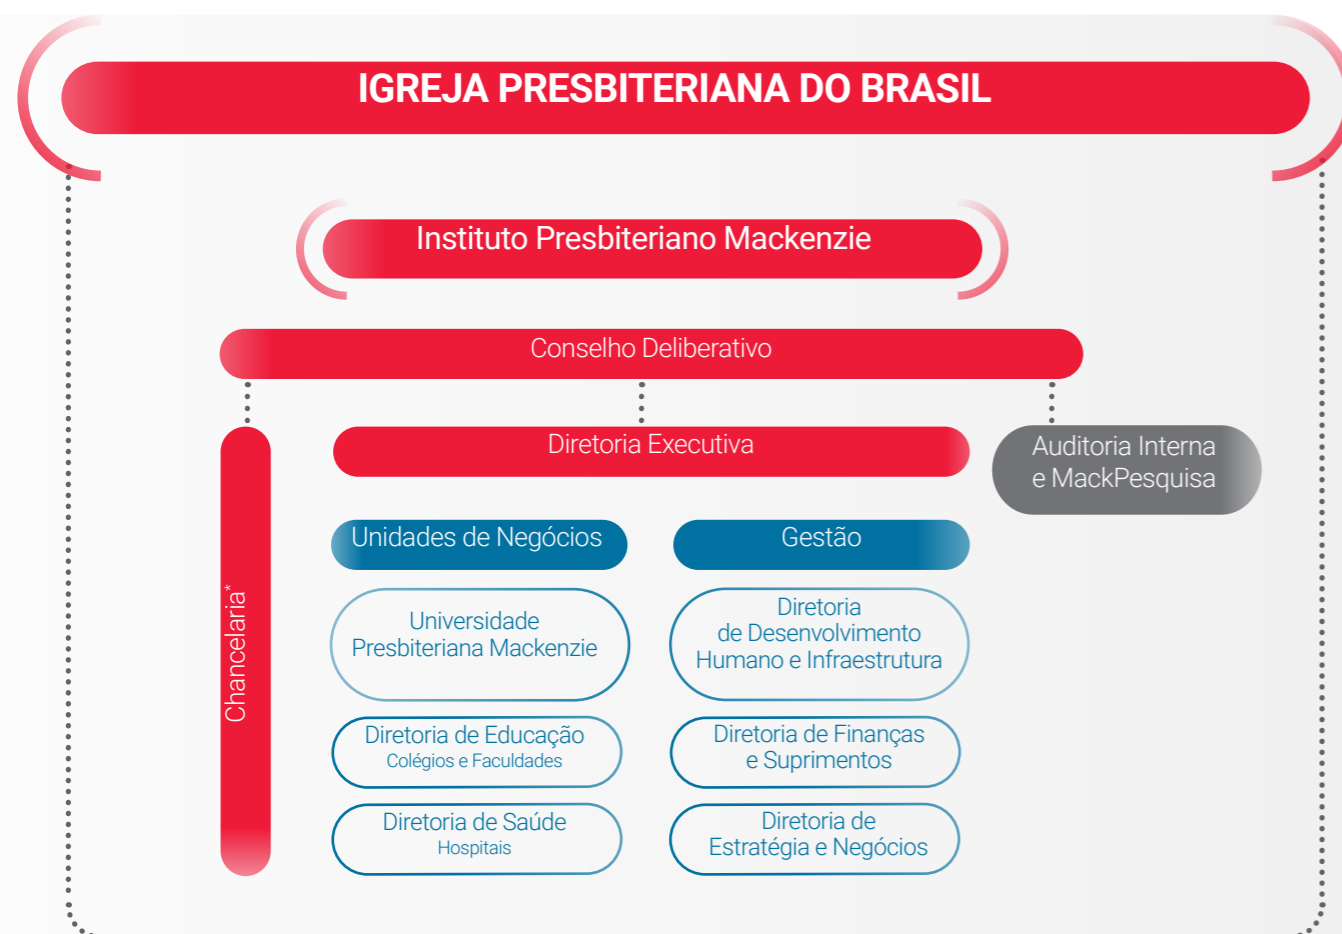 IGREJA PRESBITERIANA DO BRASIL
Instituto Presbiteriano Mackenzie
Conselho Deliberativo
Chancelaria*
Diretoria Executiva
Auditoria Interna
e MackPesquisa
Unidades de Negócios
Universidade
Presbiteriana Mackenzie
Diretoria de Educação
Colégios e Faculdades
Diretoria de Saúde
Hospitais
Gestão
Diretoria
de Desenvolvimento
Humano e Infraestrutura
Diretoria de Finanças
e Suprimentos
Diretoria de
Estratégia e Negócios